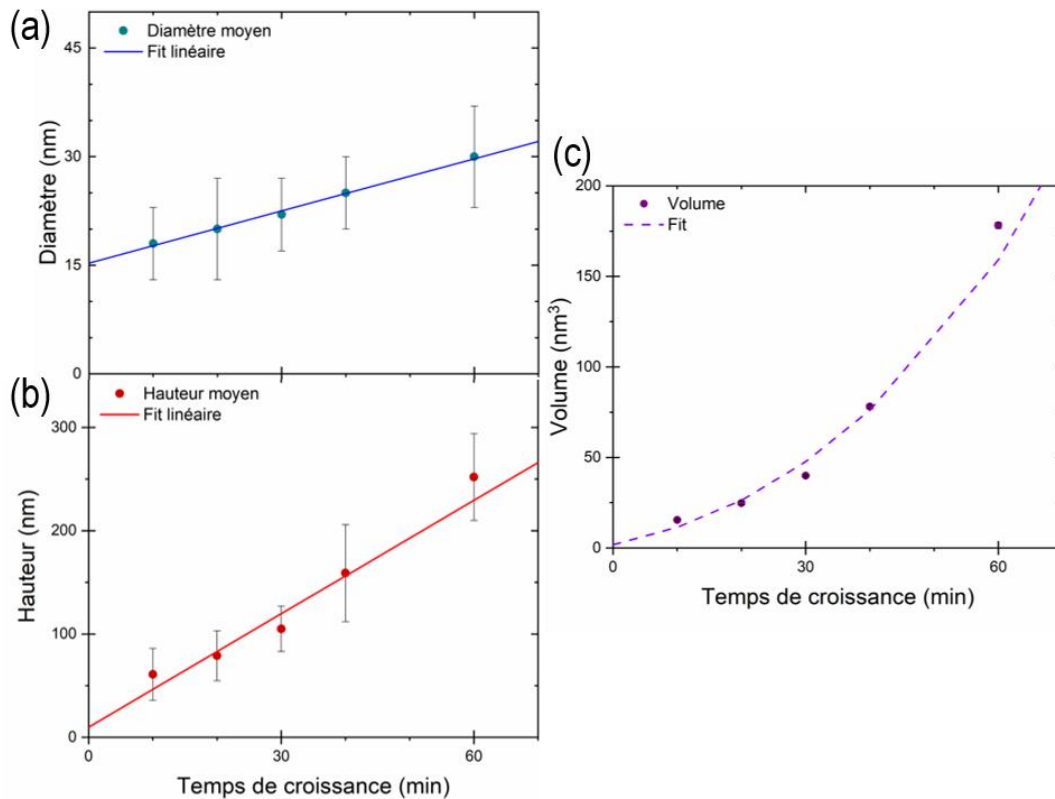 (a)
Diamètre moyen
Fit linéaire
45
30
15
0
Diamètre (nm)
(b)
Hauteur moyen
Fit linéaire
300
200
100
0
Hauteur (nm)
0 30 60
Temps de croissance (min)
(c)
Volume
Fit
200
150
100
50
0
Volume (nm³)
0 30 60
Temps de croissance (min)